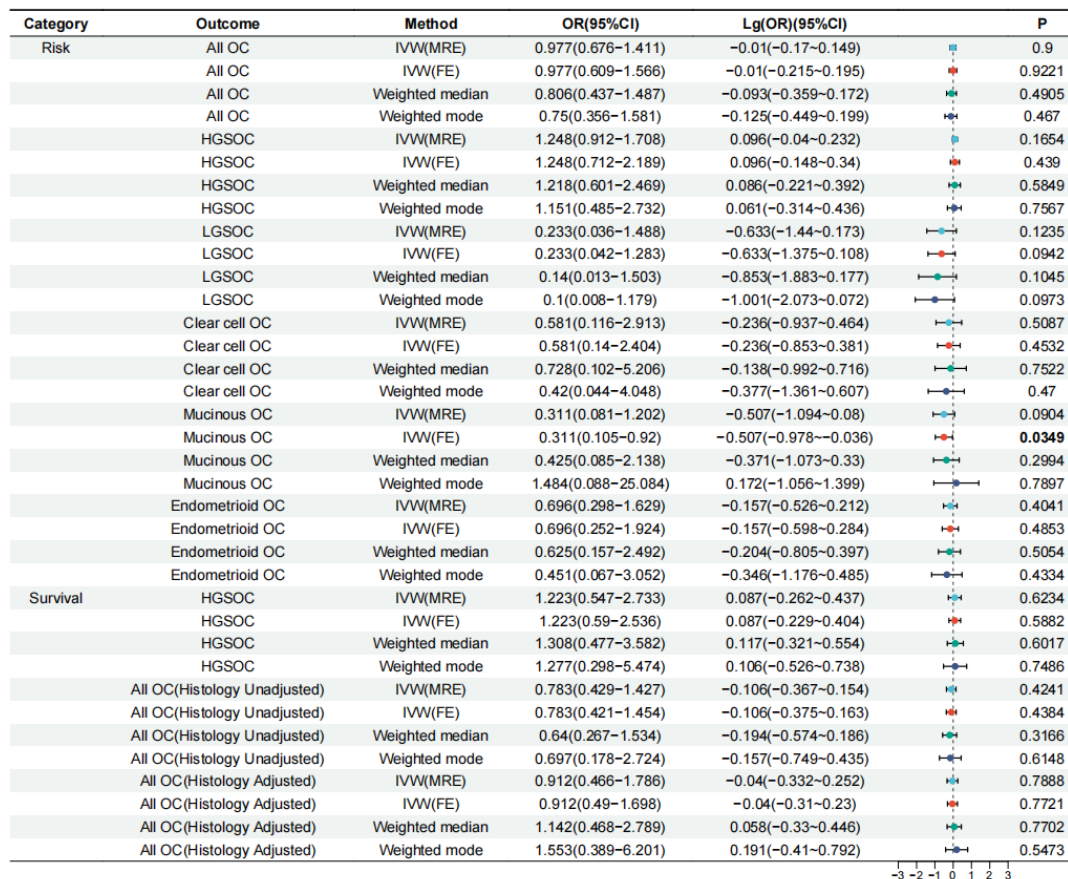 Category Outcome Method OR(95%CI) Lg(OR)(95%CI) P
Risk All OC IVW(MRE) 0.977(0.676−1.411) −0.01(−0.17~0.149) 0.9
All OC IVW(FE) 0.977(0.609−1.566) −0.01(−0.215~0.195) 0.9221
All OC Weighted median 0.806(0.437−1.487) −0.093(−0.359~0.172) 0.4905
All OC Weighted mode 0.75(0.356−1.581) −0.125(−0.449~0.199) 0.467
HGSOC IVW(MRE) 1.248(0.912−1.708) 0.096(−0.04~0.232) 0.1654
HGSOC IVW(FE) 1.248(0.712−2.189) 0.096(−0.148~0.34) 0.439
HGSOC Weighted median 1.218(0.601−2.469) 0.086(−0.221~0.392) 0.5849
HGSOC Weighted mode 1.151(0.485−2.732) 0.061(−0.314~0.436) 0.7567
LGSOC IVW(MRE) 0.233(0.036−1.488) −0.633(−1.44~0.173) 0.1235
LGSOC IVW(FE) 0.233(0.042−1.283) −0.633(−1.375~0.108) 0.0942
LGSOC Weighted median 0.14(0.013−1.503) −0.853(−1.883~0.177) 0.1045
LGSOC Weighted mode 0.1(0.008−1.179) −1.001(−2.073~0.072) 0.0973
Clear cell OC IVW(MRE) 0.581(0.116−2.913) −0.236(−0.937~0.464) 0.5087
Clear cell OC IVW(FE) 0.581(0.14−2.404) −0.236(−0.853~0.381) 0.4532
Clear cell OC Weighted median 0.728(0.102−5.206) −0.138(−0.992~0.716) 0.7522
Clear cell OC Weighted mode 0.42(0.044−4.048) −0.377(−1.361~0.607) 0.47
Mucinous OC IVW(MRE) 0.311(0.081−1.202) −0.507(−1.094~0.08) 0.0904
Mucinous OC IVW(FE) 0.311(0.105−0.92) −0.507(−0.978~−0.036) 0.0349
Mucinous OC Weighted median 0.425(0.085−2.138) −0.371(−1.073~0.33) 0.2994
Mucinous OC Weighted mode 1.484(0.088−25.084) 0.172(−1.056~1.399) 0.7897
Endometrioid OC IVW(MRE) 0.696(0.298−1.629) −0.157(−0.526~0.212) 0.4041
Endometrioid OC IVW(FE) 0.696(0.252−1.924) −0.157(−0.598~0.284) 0.4853
Endometrioid OC Weighted median 0.625(0.157−2.492) −0.204(−0.805~0.397) 0.5054
Endometrioid OC Weighted mode 0.451(0.067−3.052) −0.346(−1.176~0.485) 0.4334
Survival HGSOC IVW(MRE) 1.223(0.547−2.733) 0.087(−0.262~0.437) 0.6234
HGSOC IVW(FE) 1.223(0.59−2.536) 0.087(−0.229~0.404) 0.5882
HGSOC Weighted median 1.308(0.477−3.582) 0.117(−0.321~0.554) 0.6017
HGSOC Weighted mode 1.277(0.298−5.474) 0.106(−0.526~0.738) 0.7486
All OC(Histology Unadjusted) IVW(MRE) 0.783(0.429−1.427) −0.106(−0.367~0.154) 0.4241
All OC(Histology Unadjusted) IVW(FE) 0.783(0.421−1.454) −0.106(−0.375~0.163) 0.4384
All OC(Histology Unadjusted) Weighted median 0.64(0.267−1.534) −0.194(−0.574~0.186) 0.3166
All OC(Histology Unadjusted) Weighted mode 0.697(0.178−2.724) −0.157(−0.749~0.435) 0.6148
All OC(Histology Adjusted) IVW(MRE) 0.912(0.466−1.786) −0.04(−0.332~0.252) 0.7888
All OC(Histology Adjusted) IVW(FE) 0.912(0.49−1.698) −0.04(−0.31~0.23) 0.7721
All OC(Histology Adjusted) Weighted median 1.142(0.468−2.789) 0.058(−0.33~0.446) 0.7702
All OC(Histology Adjusted) Weighted mode 1.553(0.389−6.201) 0.191(−0.41~0.792) 0.5473
−3 −2 −1 0 1 2 3